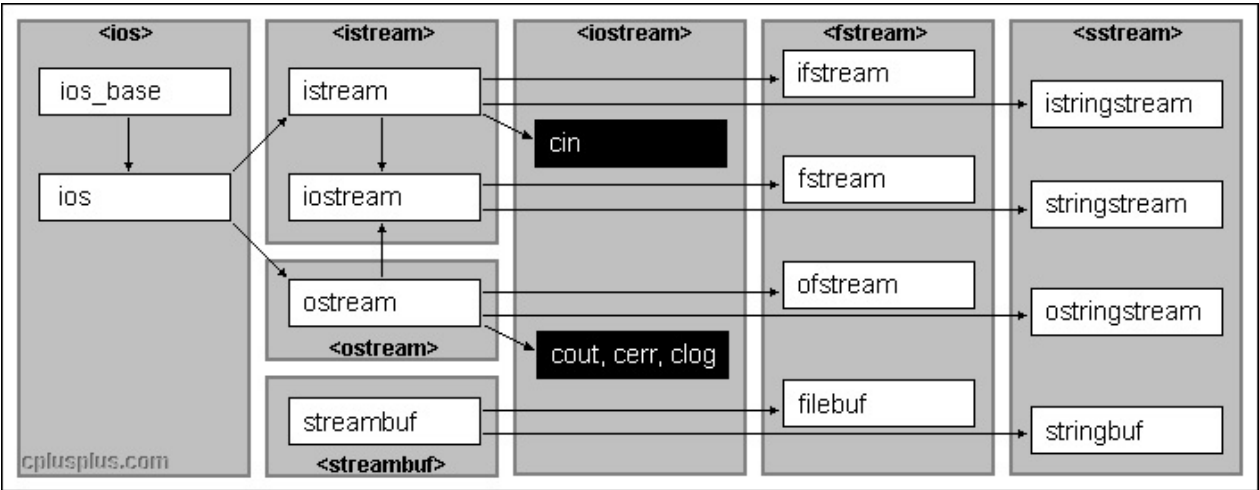 <ios>
ios_base
ios
<istream>
istream
iostream
ostream
<ostream>
streambuf
<streambuf>
<iostream>
cin
cout, cerr, clog
<fstream>
ifstream
fstream
ofstream
filebuf
<sstream>
istringstream
stringstream
ostringstream
stringbuf
cplusplus.com